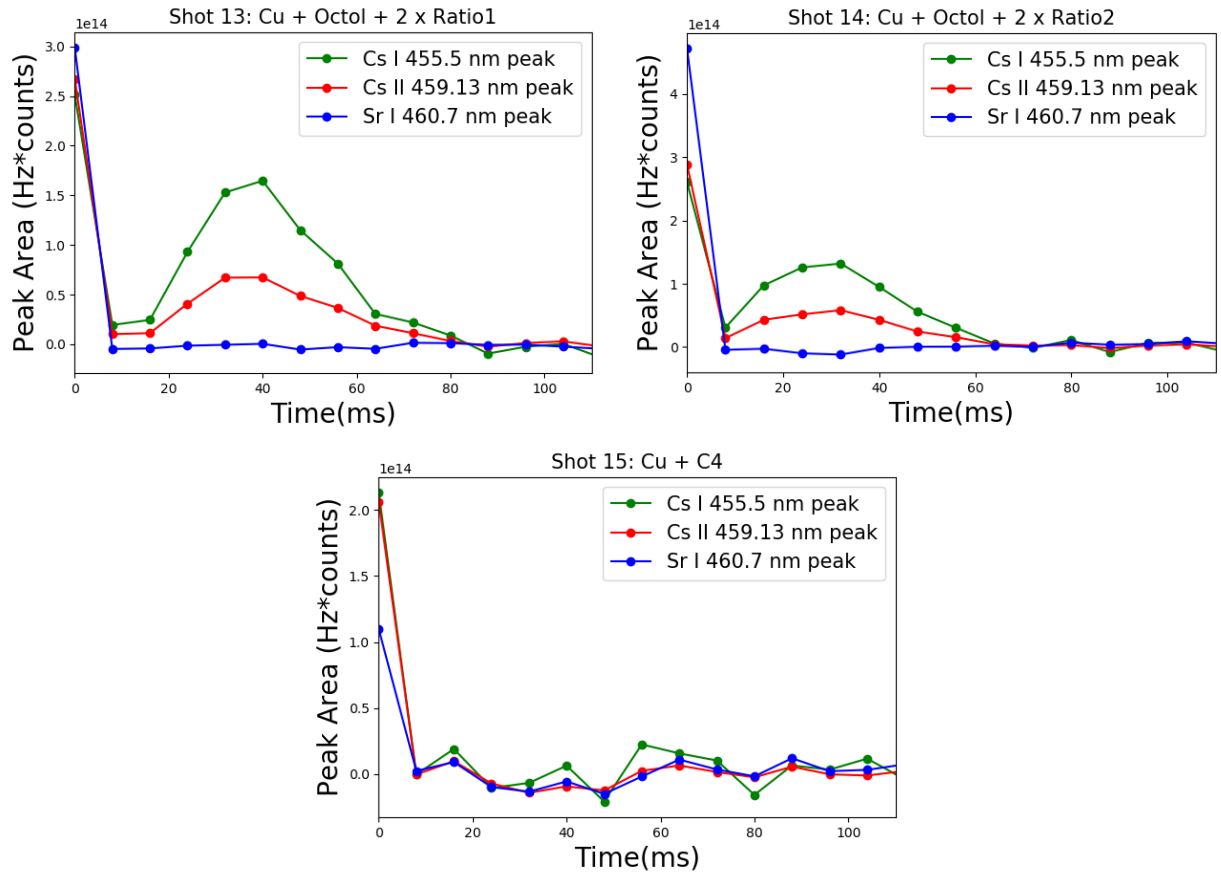 Shot 13: Cu + Octol + 2 x Ratio1
1e14
Cs I 455.5 nm peak
Cs II 459.13 nm peak
Sr I 460.7 nm peak
Peak Area (Hz*counts)
3.0
2.5
2.0
1.5
1.0
0.5
0.0
0 20 40 60 80 100
Time(ms)
Shot 14: Cu + Octol + 2 x Ratio2
1e14
Cs I 455.5 nm peak
Cs II 459.13 nm peak
Sr I 460.7 nm peak
Peak Area (Hz*counts)
4
3
2
1
0
0 20 40 60 80 100
Time(ms)
Shot 15: Cu + C4
1e14
Cs I 455.5 nm peak
Cs II 459.13 nm peak
Sr I 460.7 nm peak
Peak Area (Hz*counts)
2.0
1.5
1.0
0.5
0.0
0 20 40 60 80 100
Time(ms)